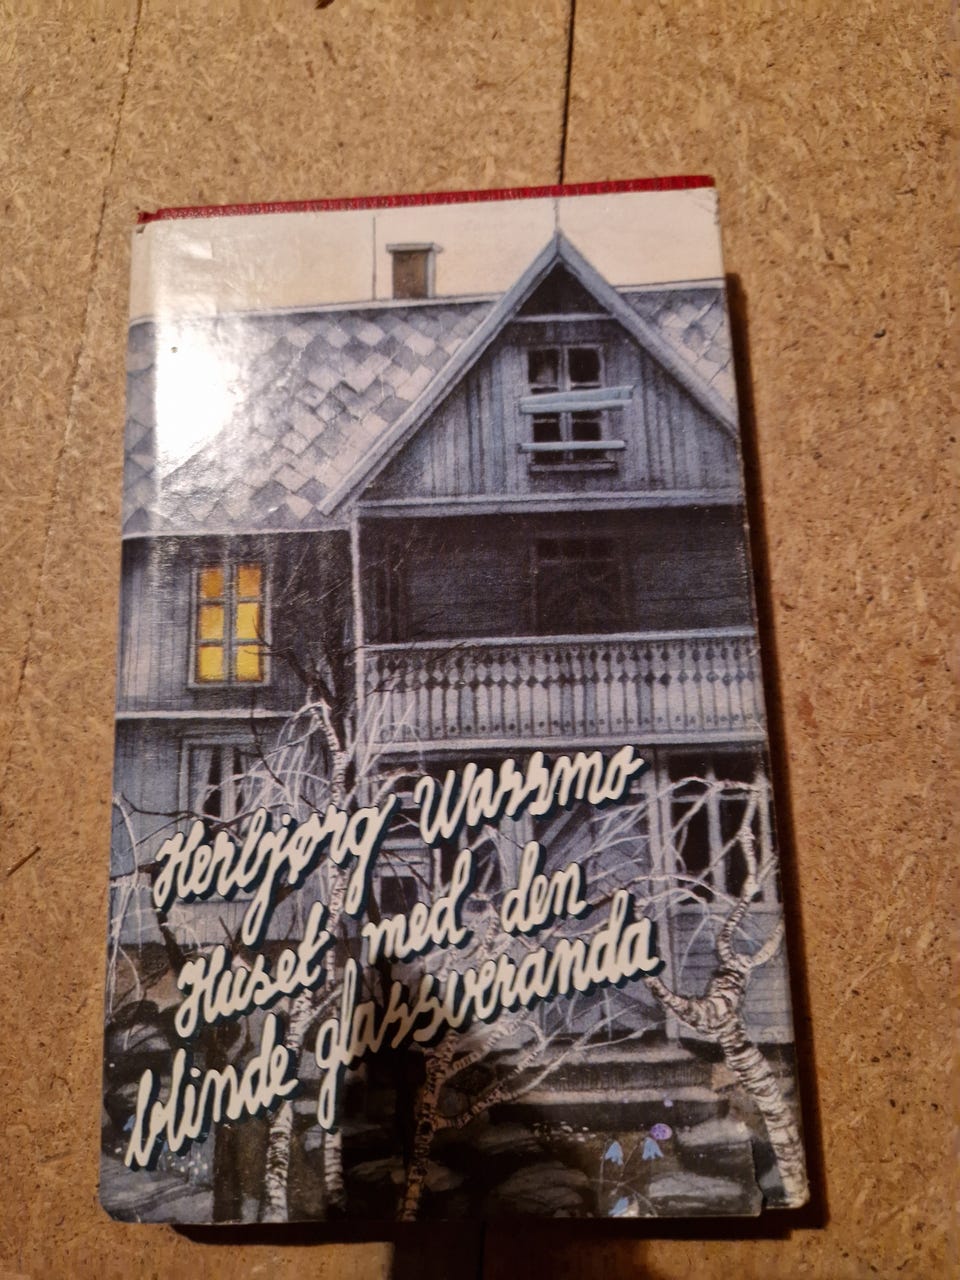 Herbjørg Wassmo
Huset med den
blinde glassveranda